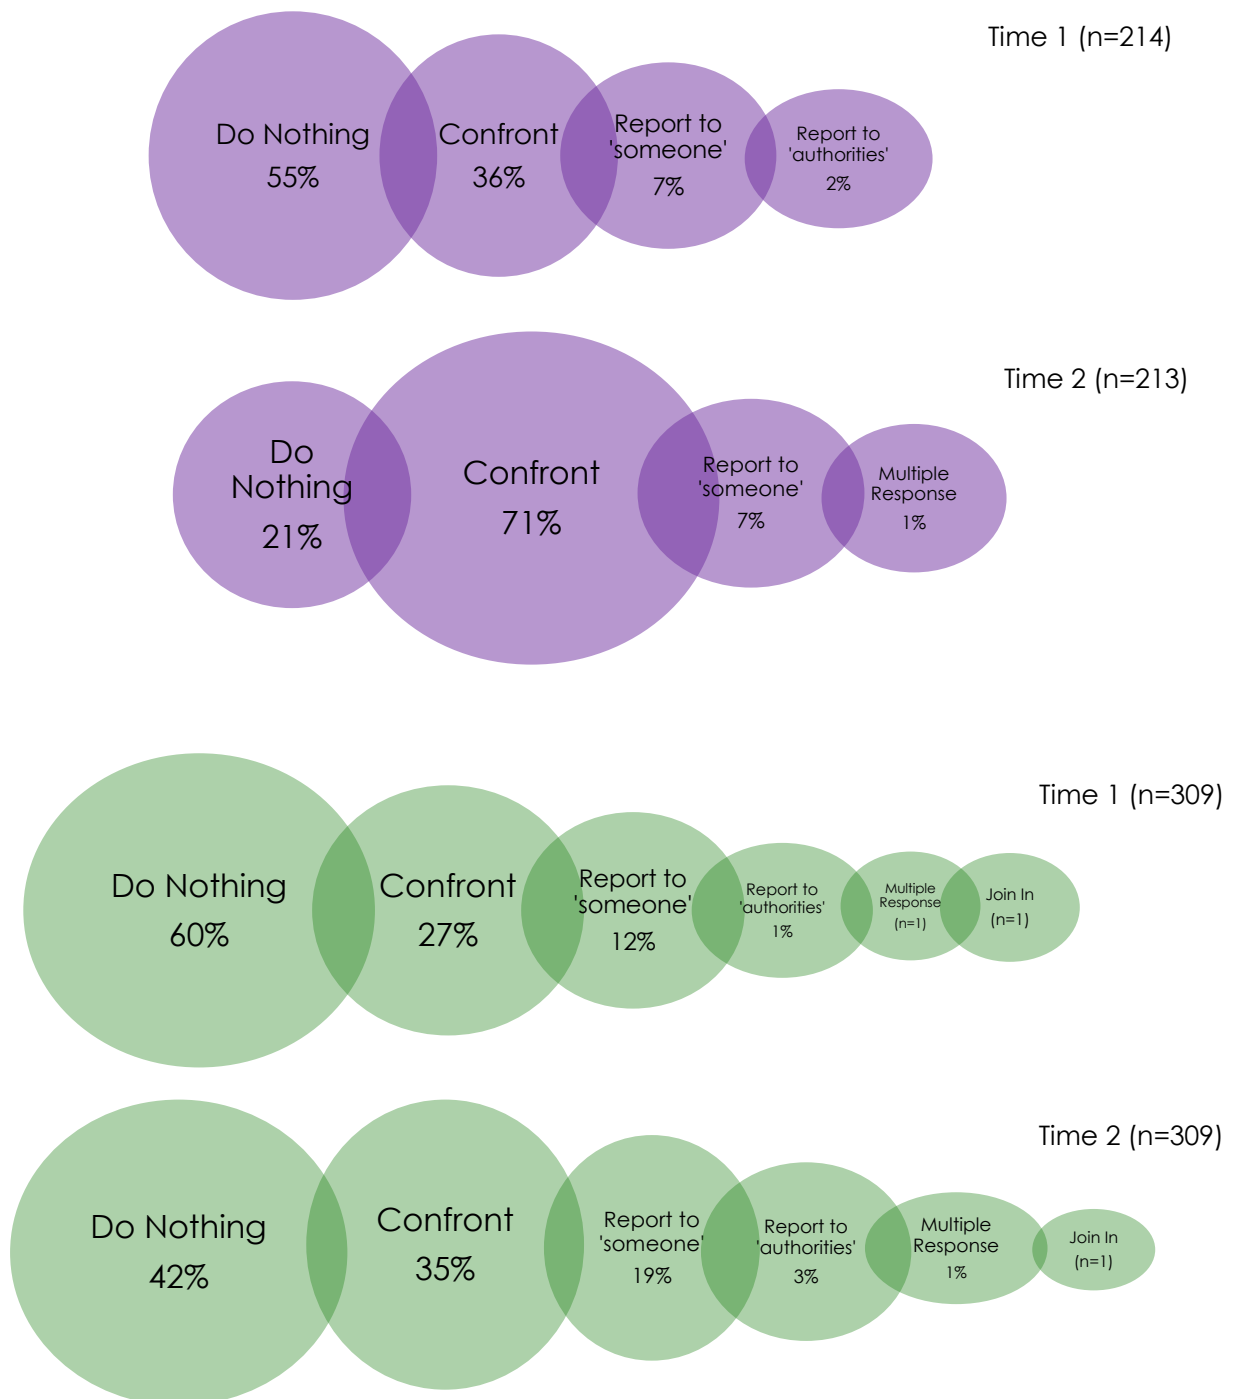 Time 1 (n=214)
Do Nothing
55%
Confront
36%
Report to
'someone'
7%
Report to
'authorities'
2%
Time 2 (n=213)
Do
Nothing
21%
Confront
71%
Report to
'someone'
7%
Multiple
Response
1%
Time 1 (n=309)
Do Nothing
60%
Confront
27%
Report to
'someone'
12%
Report to
'authorities'
1%
Multiple
Response
(n=1)
Join In
(n=1)
Time 2 (n=309)
Do Nothing
42%
Confront
35%
Report to
'someone'
19%
Report to
'authorities'
3%
Multiple
Response
1%
Join In
(n=1)